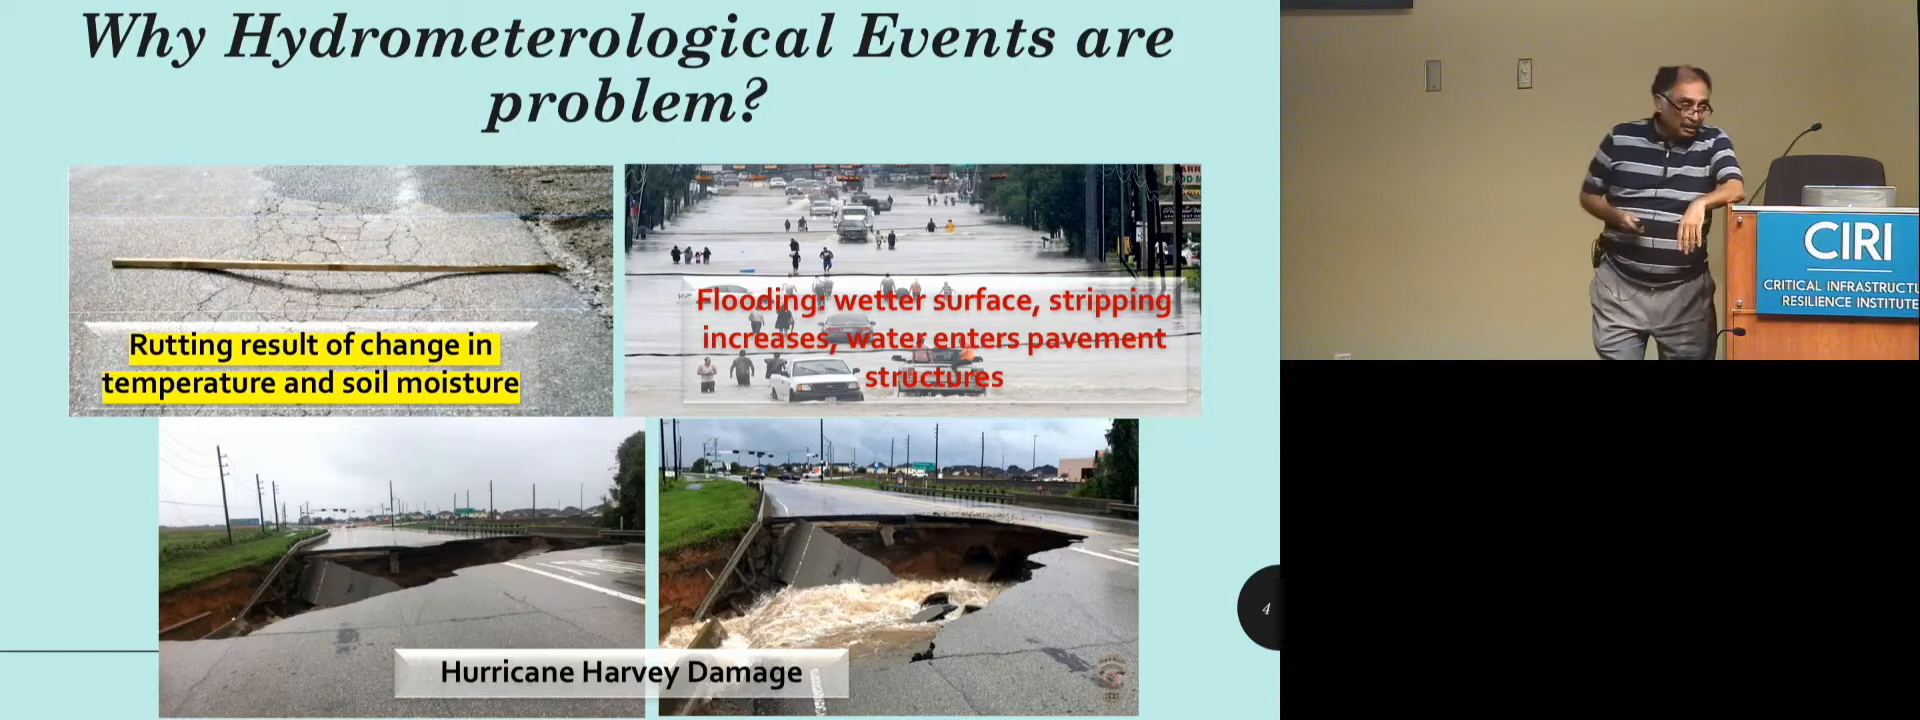 Why Hydrometerological Events are
problem?
Rutting result of change in
temperature and soil moisture
Flooding: wetter surface, stripping
increases, water enters pavement
structures
Hurricane Harvey Damage
4
CIRI
CRITICAL INFRASTRUCTU
RESILIENCE INSTITUTE